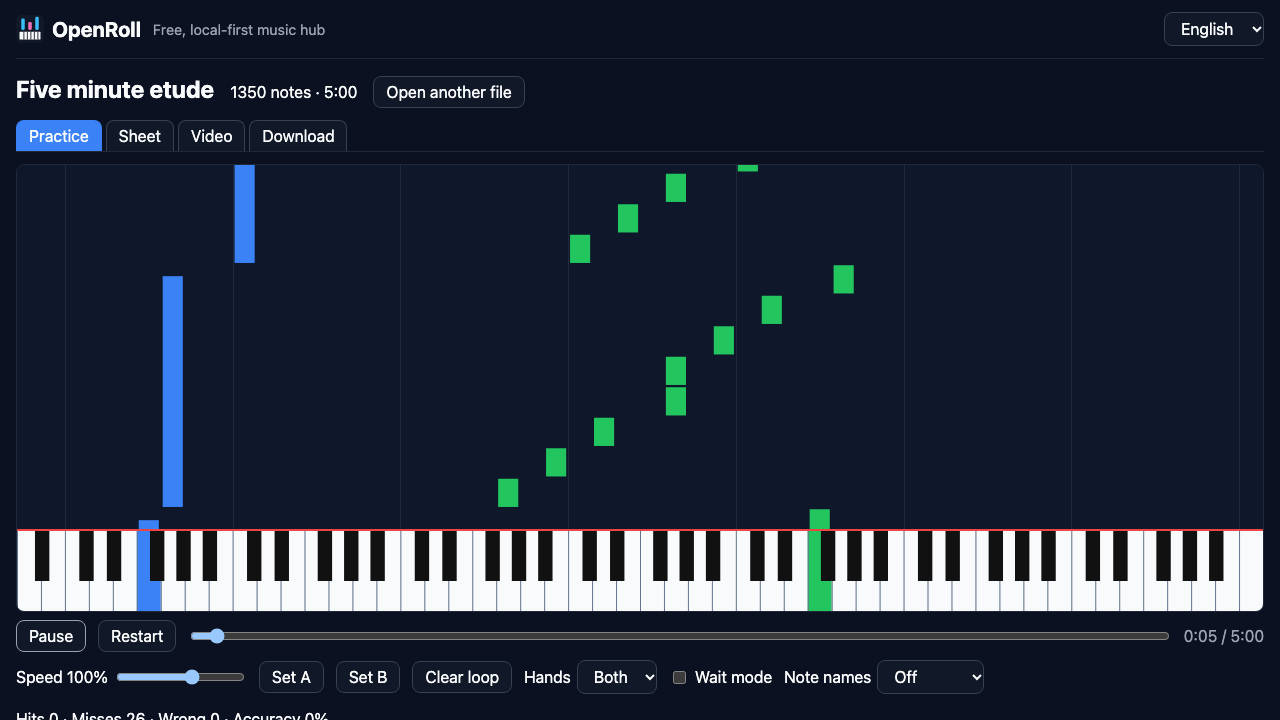 OpenRoll Free, local-first music hub English
Five minute etude 1350 notes · 5:00 Open another file
Practice Sheet Video Download
Pause Restart 0:05 / 5:00
Speed 100% Set A Set B Clear loop Hands Both Wait mode Note names Off
Hits 0 · Misses 26 · Wrong 0 · Accuracy 0%